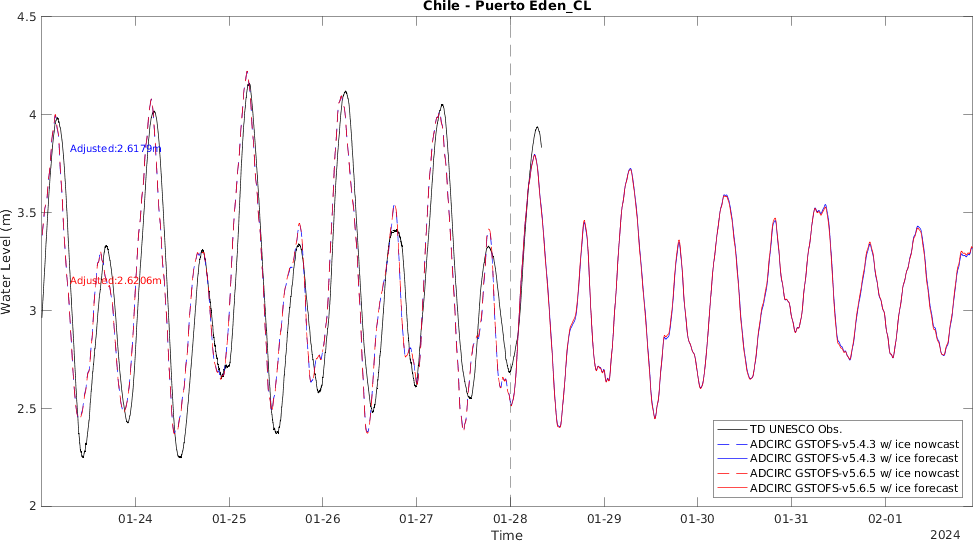 Chile - Puerto Eden_CL
4.5
4
3.5
3
2.5
2
Water Level (m)
Adjusted:2.6179m
Adjusted:2.6206m
TD UNESCO Obs.
ADCIRC GSTOFS-v5.4.3 w/ ice nowcast
ADCIRC GSTOFS-v5.4.3 w/ ice forecast
ADCIRC GSTOFS-v5.6.5 w/ ice nowcast
ADCIRC GSTOFS-v5.6.5 w/ ice forecast
01-24 01-25 01-26 01-27 01-28 01-29 01-30 01-31 02-01
Time
2024